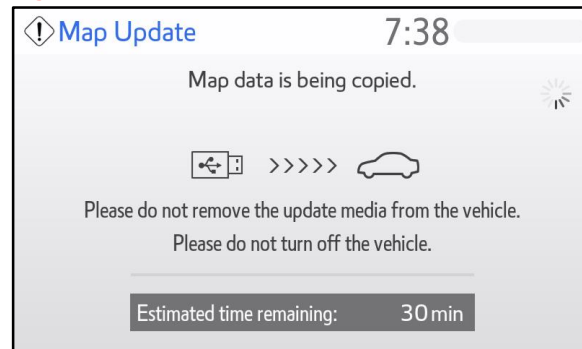 Map Update 7:38
Map data is being copied.
>>>>>
Please do not remove the update media from the vehicle.
Please do not turn off the vehicle.
Estimated time remaining: 30 min